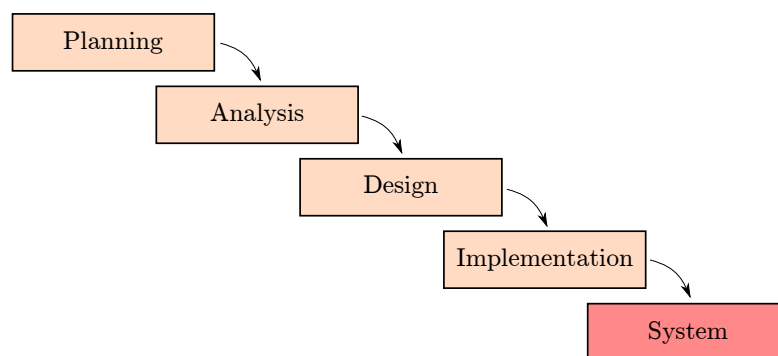 Planning
Analysis
Design
Implementation
System